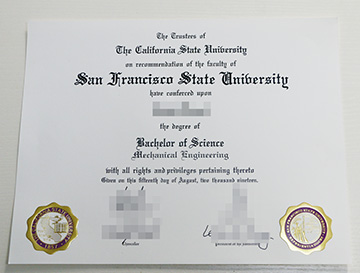 The Trustees of
The California State University
on recommendation of the faculty of
San Francisco State University
have conferred upon
the degree of
Bachelor of Science
Mechanical Engineering
with all rights and privileges pertaining thereto
Given on this fifteenth day of August, two thousand nineteen.
Chancellor